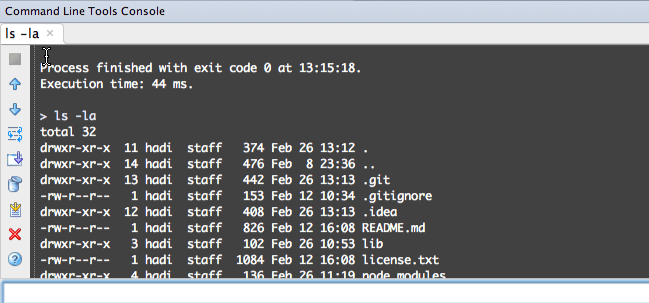 Command Line Tools Console
ls -la
Process finished with exit code 0 at 13:15:18.
Execution time: 44 ms.
> ls -la
total 32
drwxr-xr-x  11 hadi  staff   374 Feb 26 13:12 .
drwxr-xr-x  14 hadi  staff   476 Feb  8 23:36 ..
drwxr-xr-x  13 hadi  staff   442 Feb 26 13:13 .git
-rw-r--r--   1 hadi  staff   153 Feb 12 10:34 .gitignore
drwxr-xr-x  12 hadi  staff   408 Feb 26 13:13 .idea
-rw-r--r--   1 hadi  staff   826 Feb 12 16:08 README.md
drwxr-xr-x   3 hadi  staff   102 Feb 26 10:53 lib
-rw-r--r--   1 hadi  staff  1084 Feb 12 16:08 license.txt
drwxr-xr-x   4 hadi  staff   136 Feb 26 11:19 node_modules